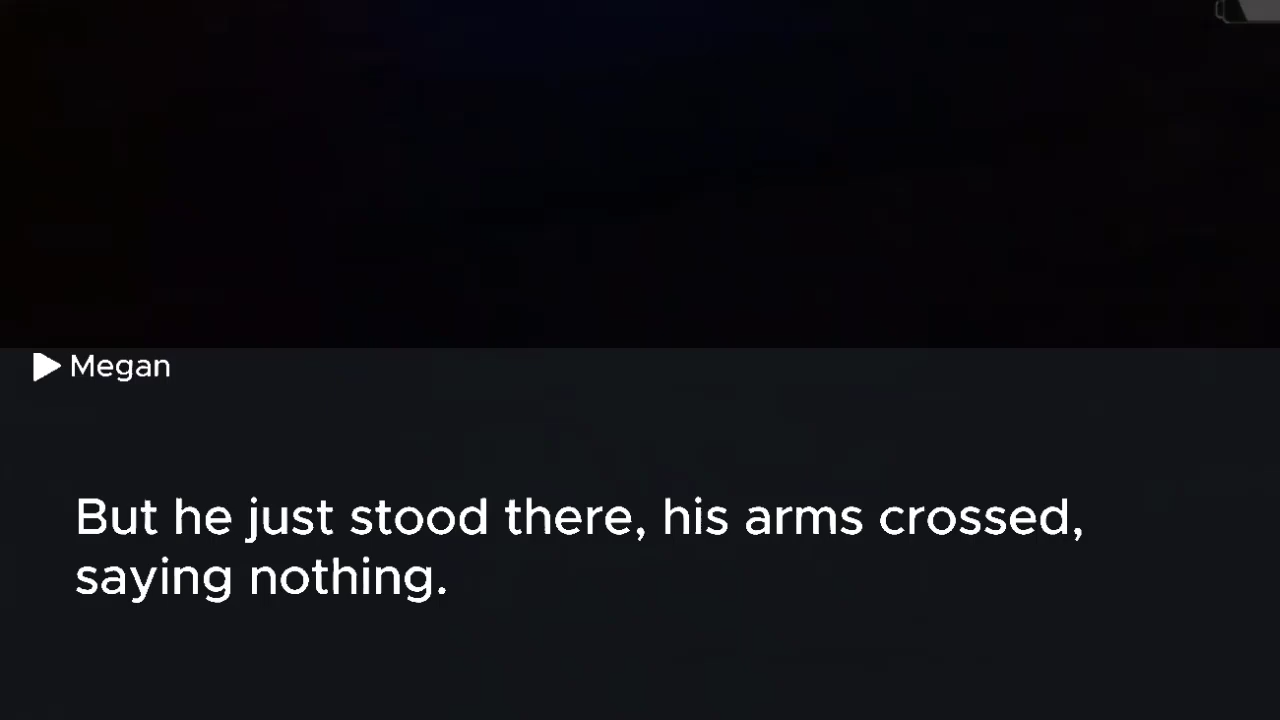 Megan
But he just stood there, his arms crossed,
saying nothing.